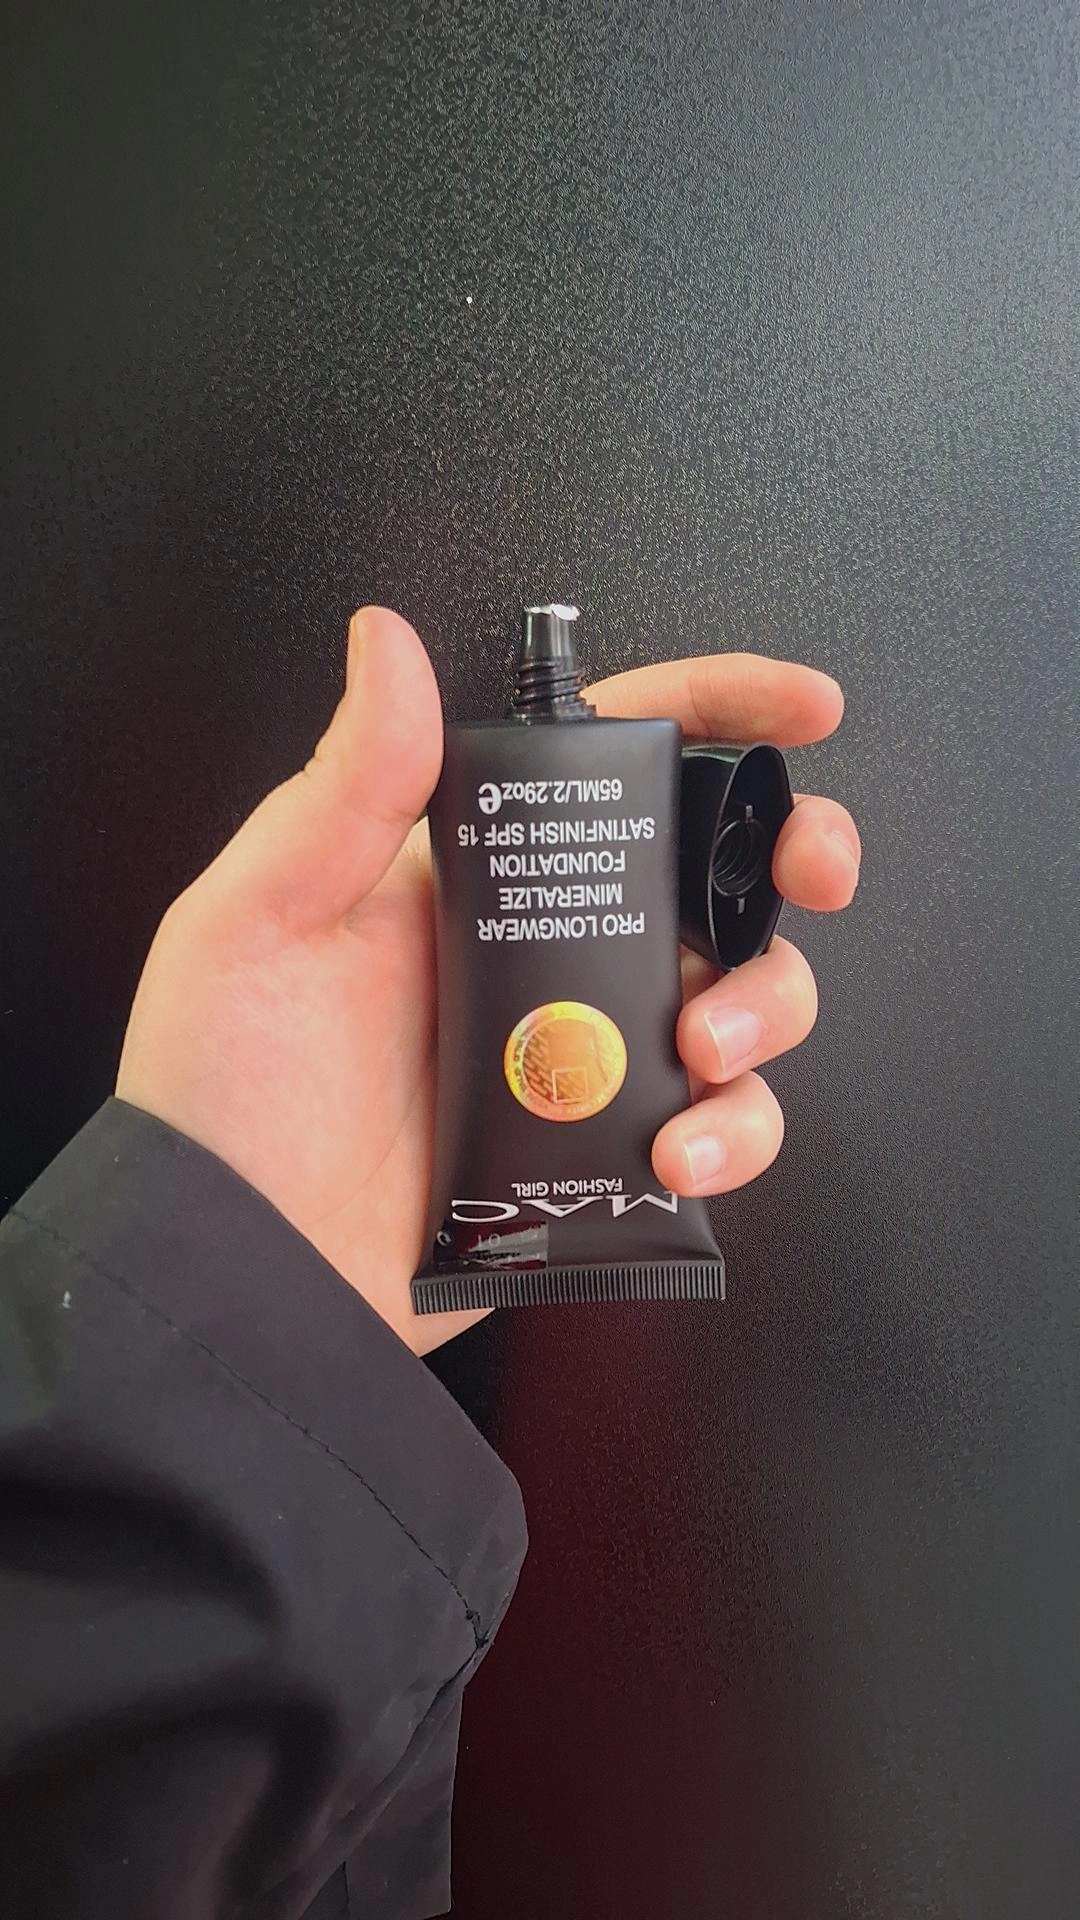 MAC
FASHION GIRL
PRO LONGWEAR
MINERALIZE
FOUNDATION
SATINFINISH SPF 15
65ML/2.29oz e